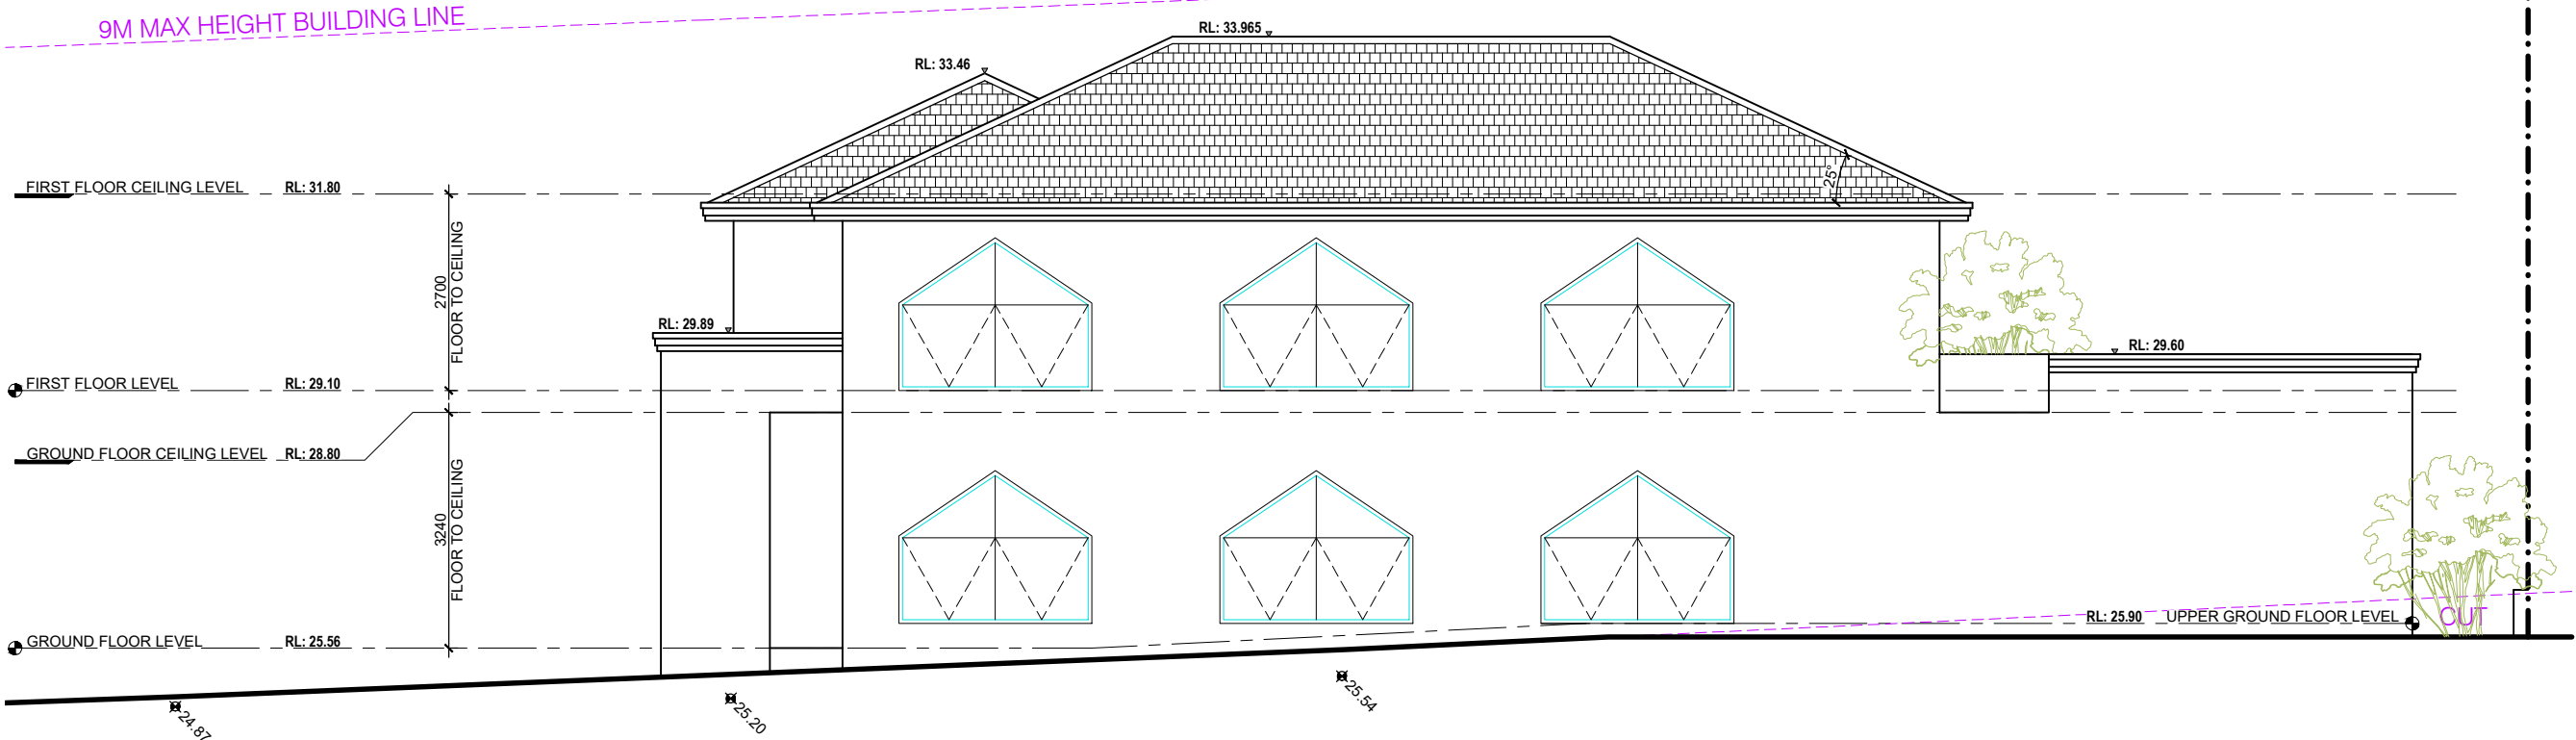 9M MAX HEIGHT BUILDING LINE
RL: 33.965
RL: 33.46
25°
FIRST FLOOR CEILING LEVEL RL: 31.80
2700
FLOOR TO CEILING
RL: 29.89
RL: 29.60
FIRST FLOOR LEVEL RL: 29.10
GROUND FLOOR CEILING LEVEL RL: 28.80
3240
FLOOR TO CEILING
RL: 25.90 UPPER GROUND FLOOR LEVEL
CUT
GROUND FLOOR LEVEL RL: 25.56
24.87
25.20
25.54